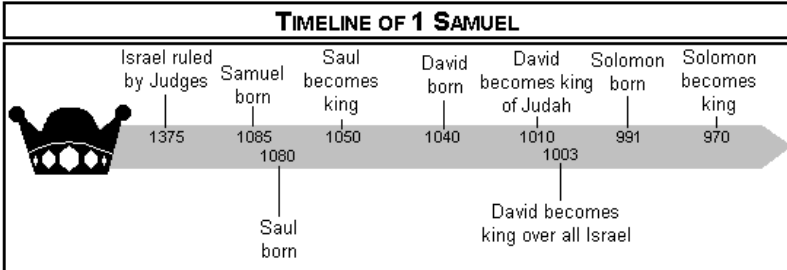 TIMELINE OF 1 SAMUEL
Israel ruled
by Judges
Samuel
born
Saul
becomes
king
David
born
David
becomes king
of Judah
Solomon
born
Solomon
becomes
king
1375
1085
1080
1050
1040
1010
1003
991
970
Saul
born
David becomes
king over all Israel